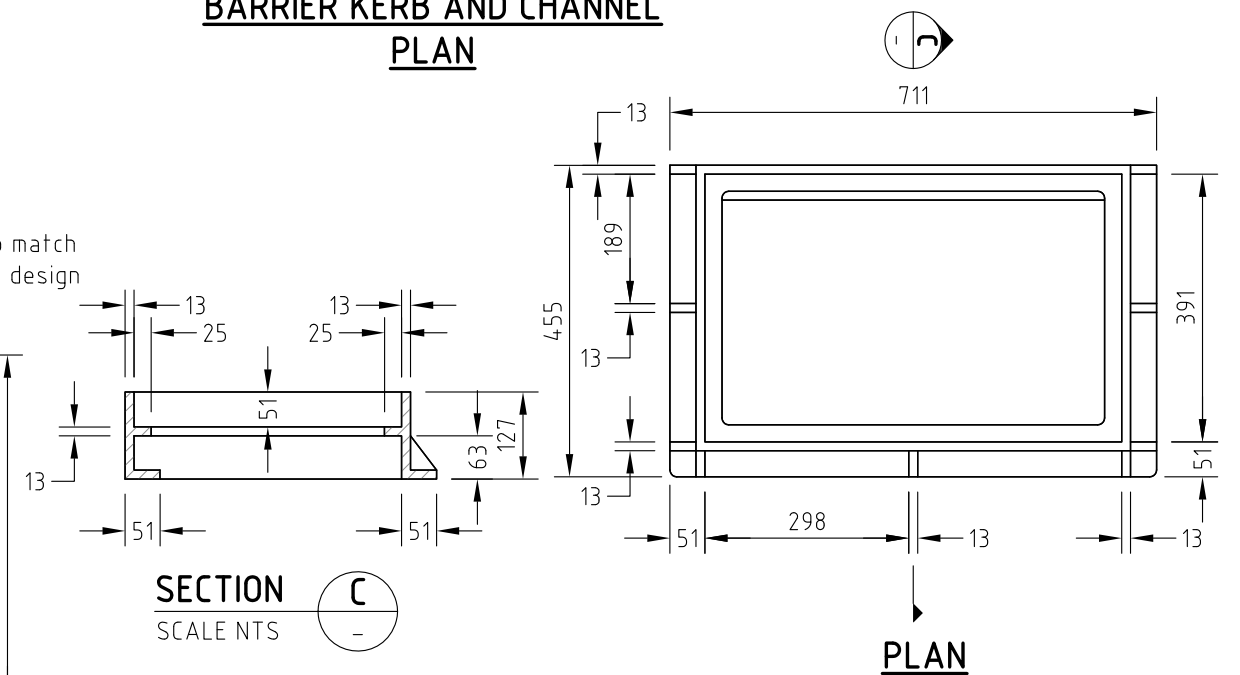 BARRIER KERB AND CHANNEL
PLAN
C
-
711
13
189
455
13
13
391
51
51
298
13
13
match
design
13
13
25
25
51
13
63
127
51
51
SECTION
C
SCALE NTS
-
PLAN